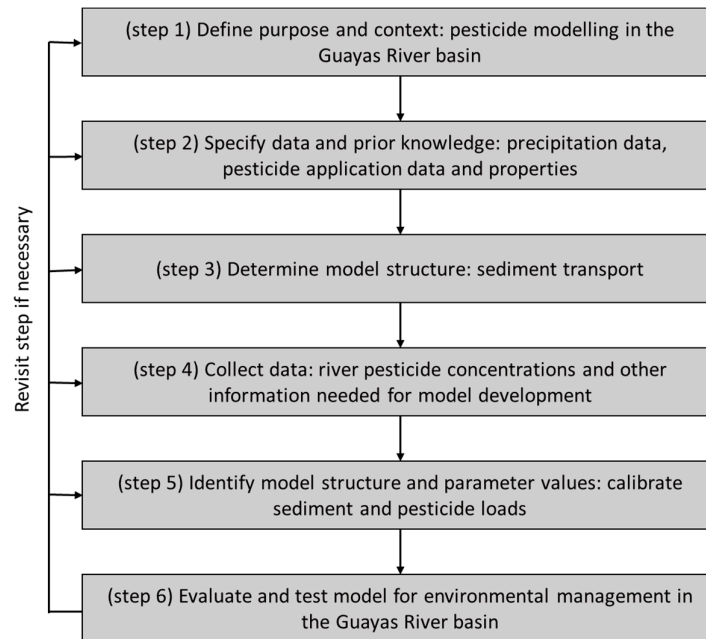 (step 1) Define purpose and context: pesticide modelling in the
Guayas River basin
(step 2) Specify data and prior knowledge: precipitation data,
pesticide application data and properties
(step 3) Determine model structure: sediment transport
(step 4) Collect data: river pesticide concentrations and other
information needed for model development
(step 5) Identify model structure and parameter values: calibrate
sediment and pesticide loads
(step 6) Evaluate and test model for environmental management in
the Guayas River basin
Revisit step if necessary